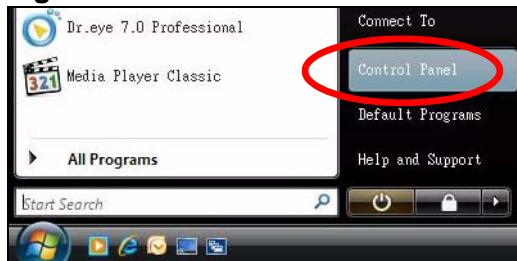 Dr.eye 7.0 Professional
321
Media Player Classic
All Programs
Start Search
Connect To
Control Panel
Default Programs
Help and Support